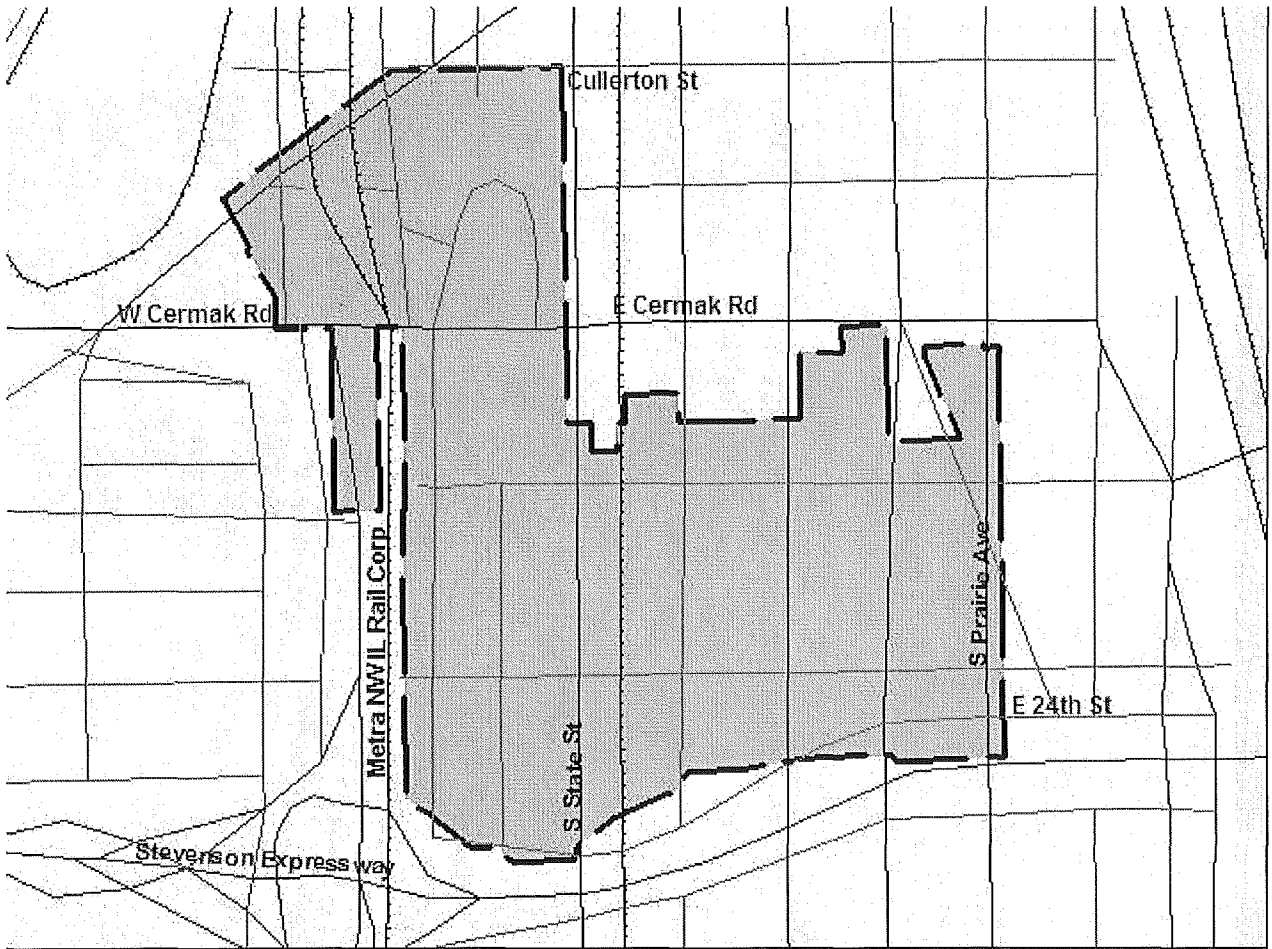 Cullerton St
W Cermak Rd
E Cermak Rd
Metra NWIL Rail Corp
S Prairie Ave
E 24th St
S State St
Stevenson Expressway